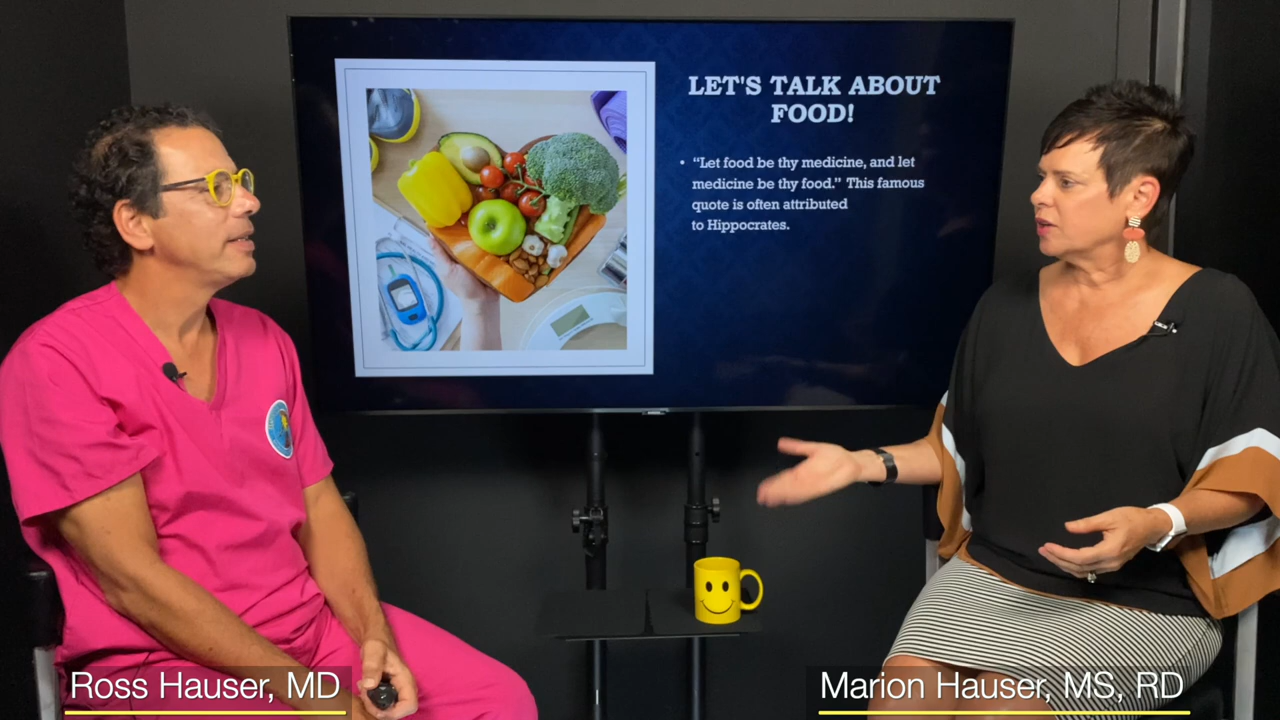 LET'S TALK ABOUT
FOOD!
• “Let food be thy medicine, and let
medicine be thy food.” This famous
quote is often attributed
to Hippocrates.
Ross Hauser, MD
Marion Hauser, MS, RD